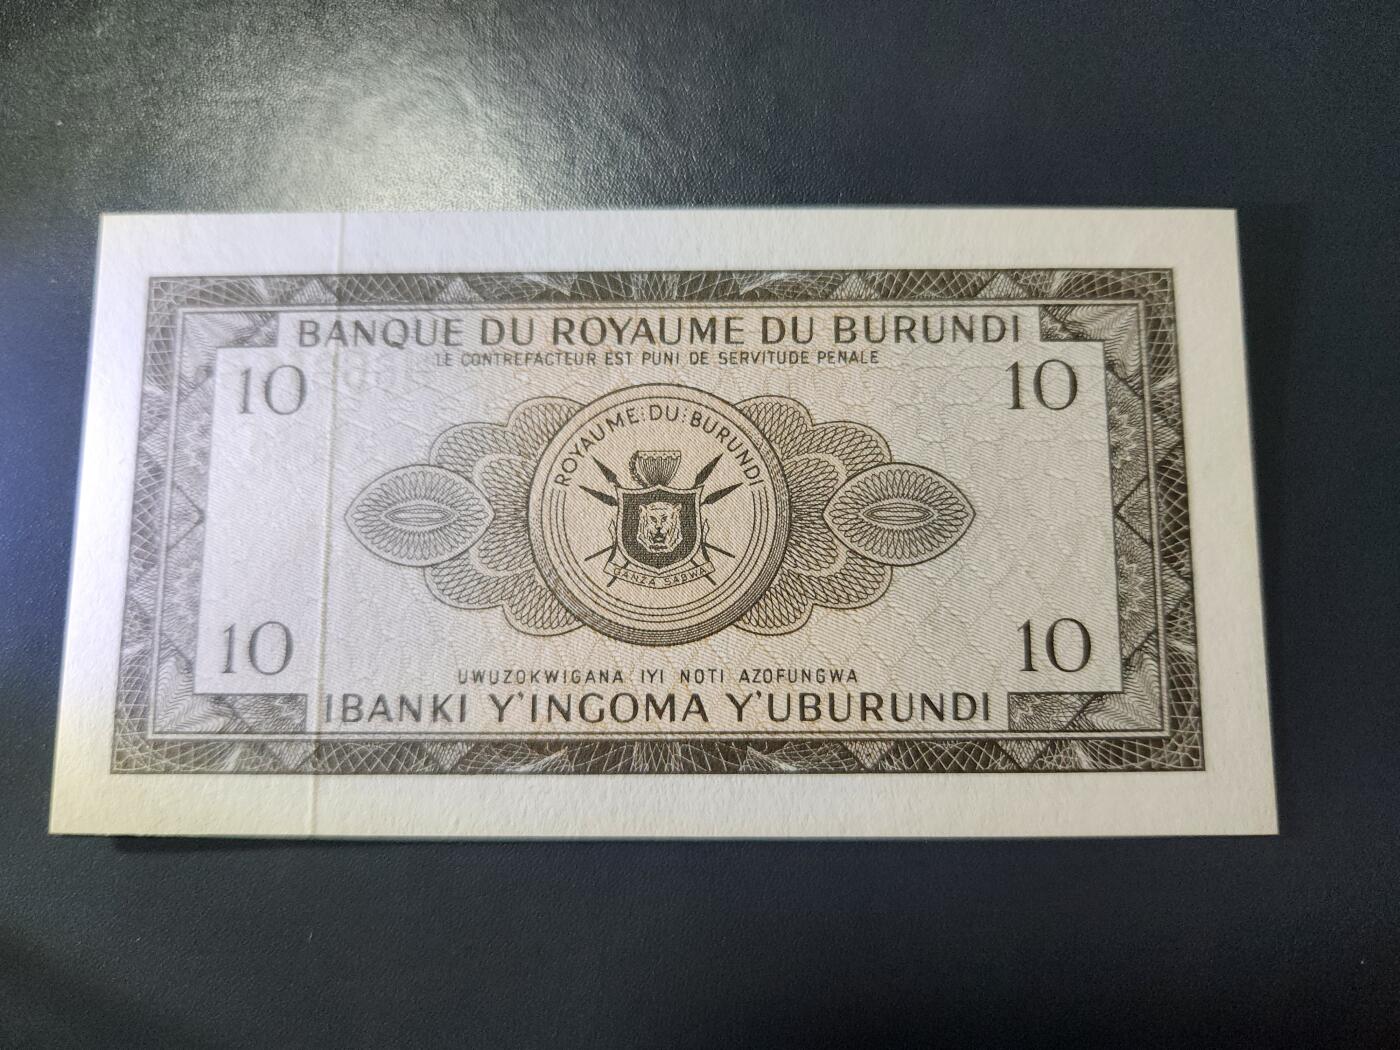 BANQUE DU ROYAUME DU BURUNDI
LE CONTREFACTEUR EST PUNI DE SERVITUDE PENALE
10 10
ROYAUME:DU:BURUNDI
GANZA SABWA
10 10
UWUZOKWIGANA IYI NOTI AZOFUNGWA
IBANKI Y'INGOMA Y'UBURUNDI